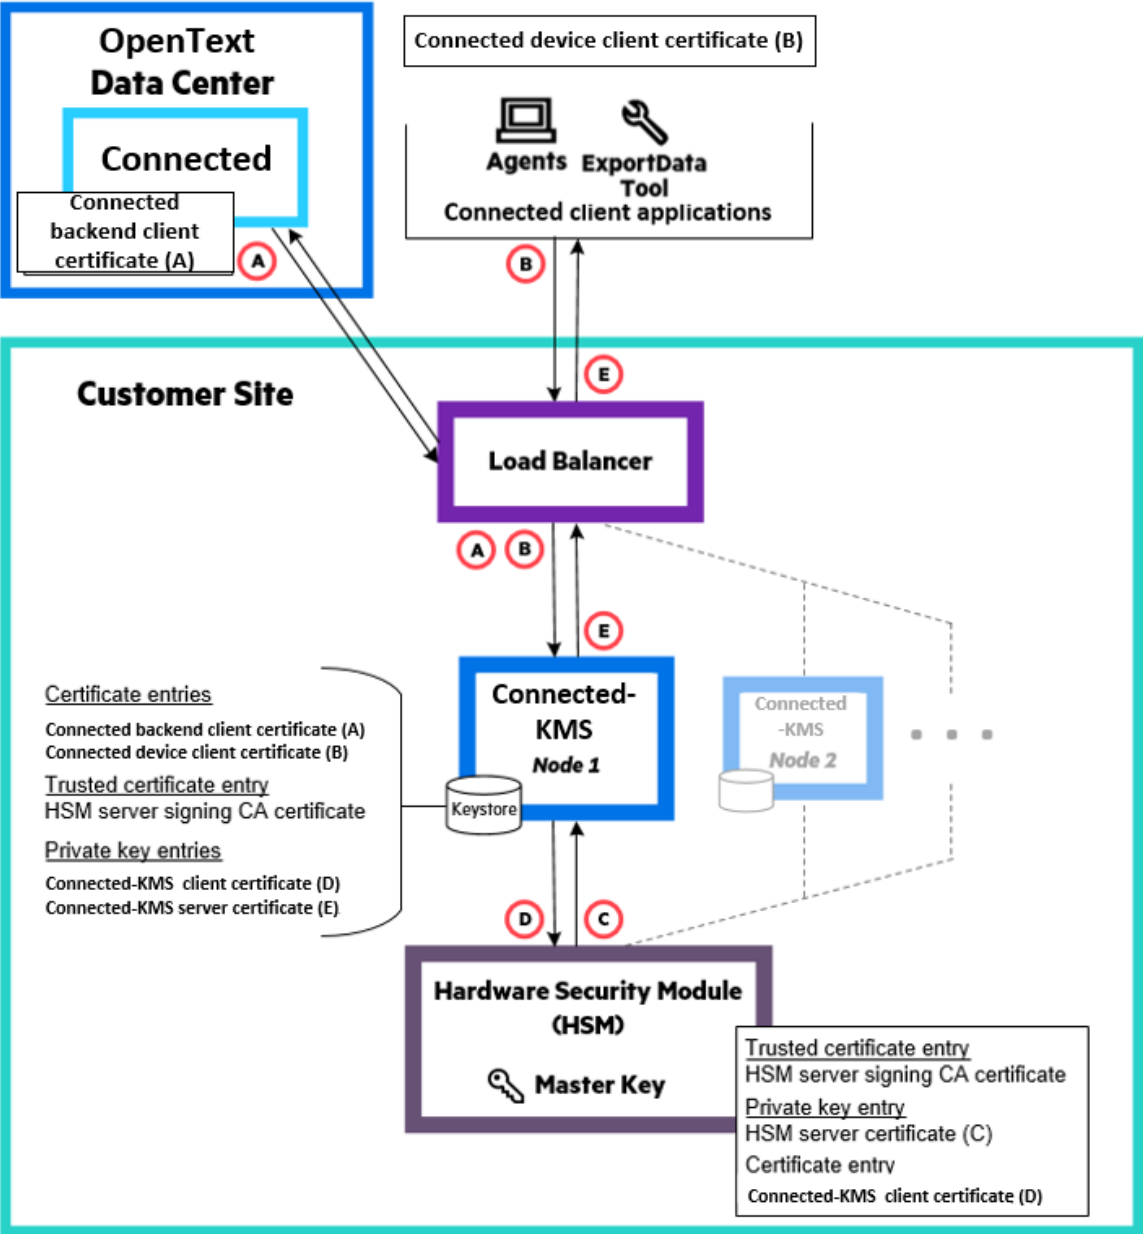 OpenText
Data Center
Connected
Connected
backend client
certificate (A)
A
Connected device client certificate (B)
Agents
ExportData
Tool
Connected client applications
B
E
Customer Site
Load Balancer
A
B
E
Connected-
KMS
Node 1
Keystore
Connected
-KMS
Node 2
Certificate entries
Connected backend client certificate (A)
Connected device client certificate (B)
Trusted certificate entry
HSM server signing CA certificate
Private key entries
Connected-KMS client certificate (D)
Connected-KMS server certificate (E)
D
C
Hardware Security Module
(HSM)
Master Key
Trusted certificate entry
HSM server signing CA certificate
Private key entry
HSM server certificate (C)
Certificate entry
Connected-KMS client certificate (D)